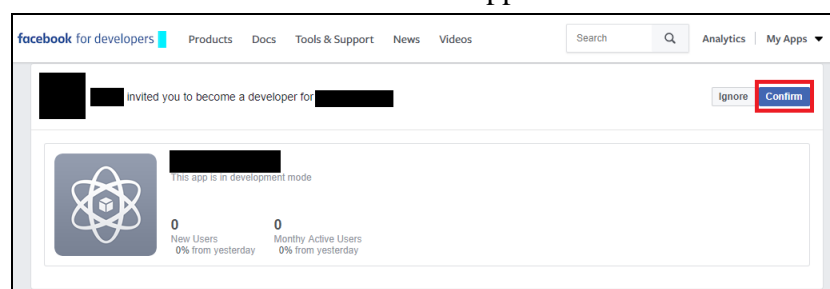 facebook for developers Products Docs Tools & Support News Videos Search Analytics My Apps
invited you to become a developer for Ignore Confirm
This app is in development mode
0 0
New Users Monthy Active Users
0% from yesterday 0% from yesterday